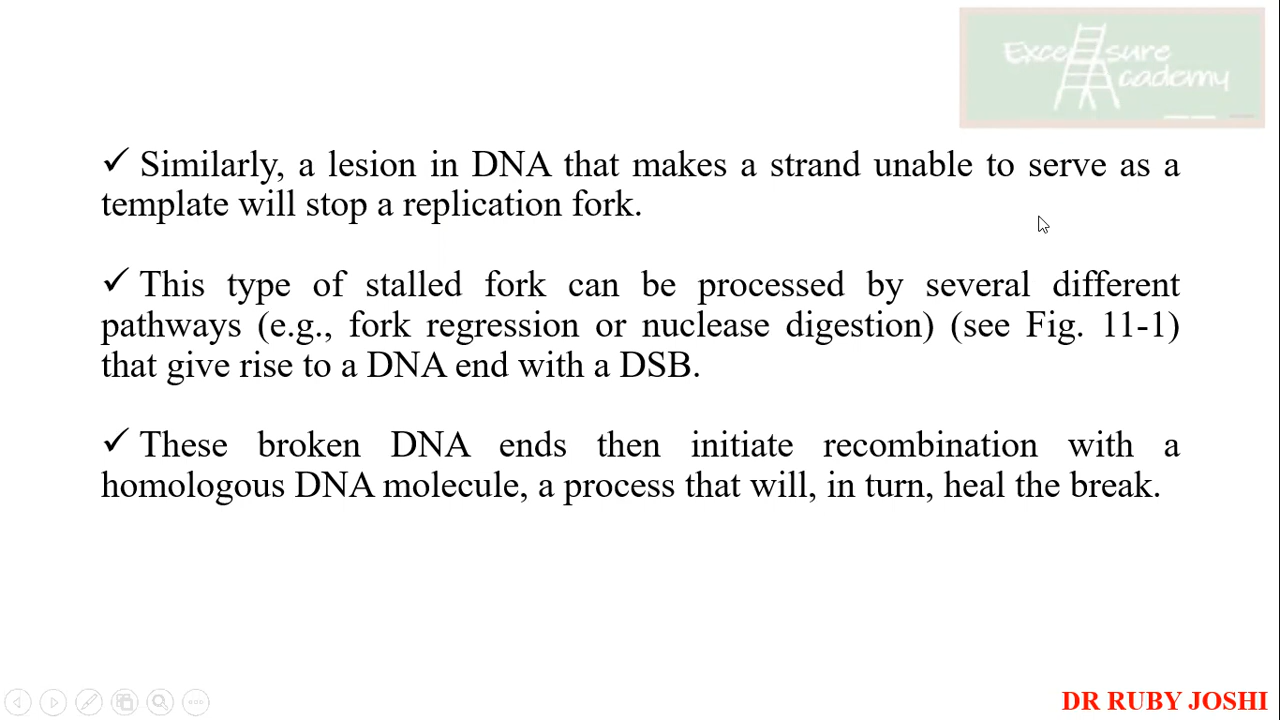 Excel sure
Academy
✓ Similarly, a lesion in DNA that makes a strand unable to serve as a
template will stop a replication fork.
✓ This type of stalled fork can be processed by several different
pathways (e.g., fork regression or nuclease digestion) (see Fig. 11-1)
that give rise to a DNA end with a DSB.
✓ These broken DNA ends then initiate recombination with a
homologous DNA molecule, a process that will, in turn, heal the break.
DR RUBY JOSHI